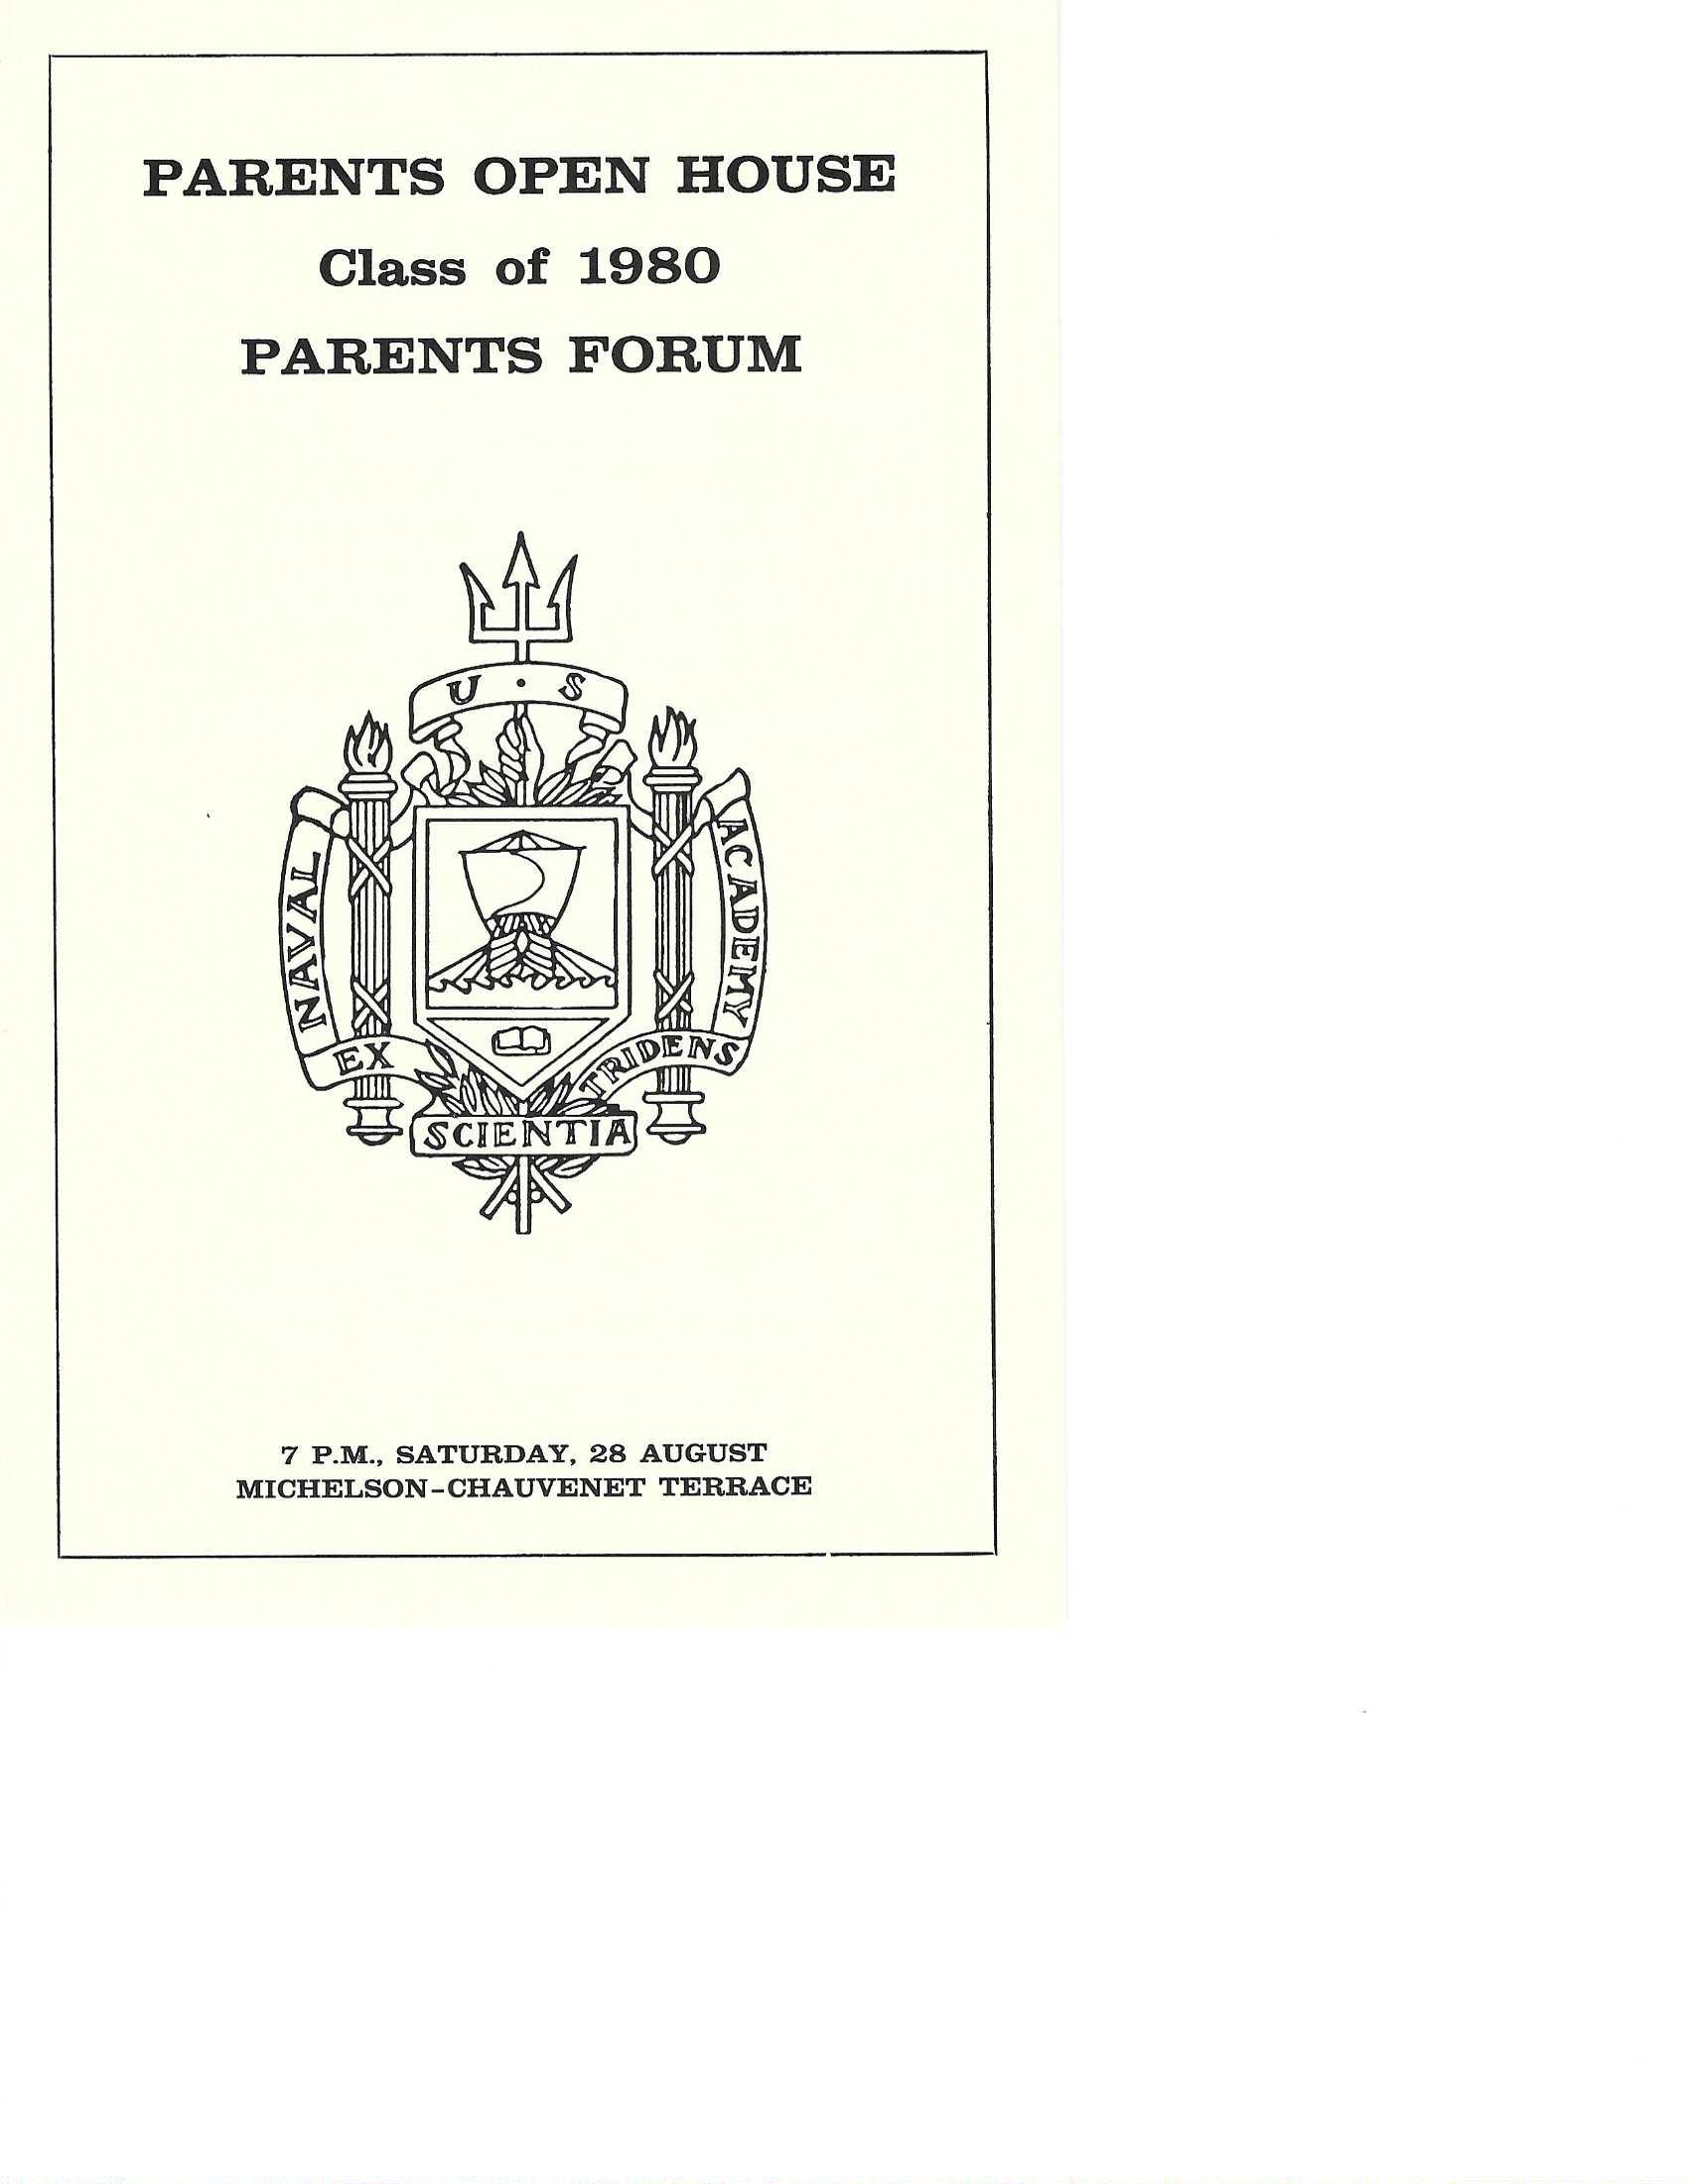 PARENTS OPEN HOUSE
Class of 1980
PARENTS FORUM
U · S
NAVAL
ACADEMY
EX
TRIDENS
SCIENTIA
7 P.M., SATURDAY, 28 AUGUST
MICHELSON-CHAUVENET TERRACE